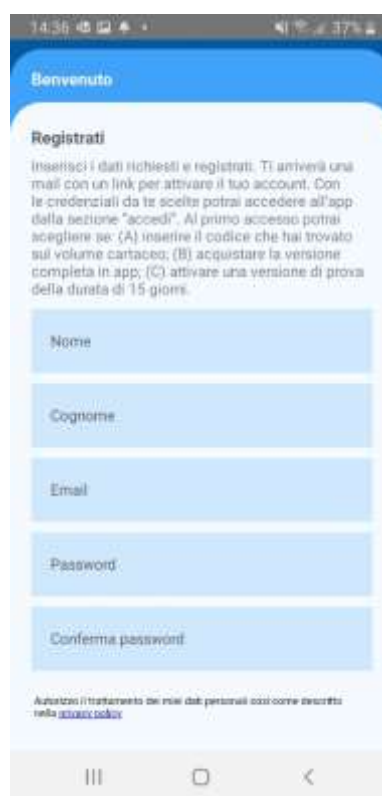 14:36
37%
Benvenuto
Registrati
Inserisci i dati richiesti e registrati. Ti arriverà una
mail con un link per attivare il tuo account. Con
le credenziali da te scelte potrai accedere all'app
dalla sezione "accedi". Al primo accesso potrai
scegliere se: (A) inserire il codice che hai trovato
sul volume cartaceo; (B) acquistare la versione
completa in app; (C) attivare una versione di prova
della durata di 15 giorni.
Nome
Cognome
Email
Password
Conferma password
Autorizzo il trattamento dei miei dati personali così come descritto
nella privacy policy